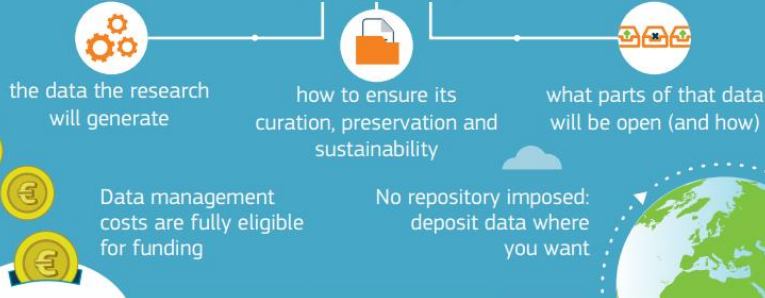 the data the research
will generate
how to ensure its
curation, preservation and
sustainability
what parts of that data
will be open (and how)
Data management
costs are fully eligible
for funding
No repository imposed:
deposit data where
you want
€
€